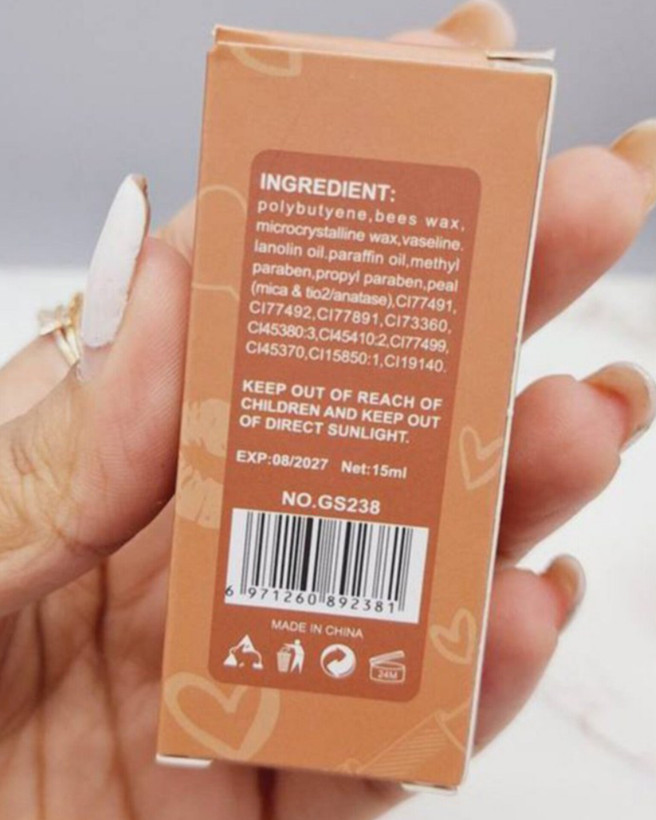 INGREDIENT:
polybutyene,bees wax,
microcrystalline wax,vaseline.
lanolin oil.paraffin oil,methyl
paraben,propyl paraben,peal
(mica & tio2/anatase),CI77491,
CI77492,CI77891,CI73360,
CI45380:3,CI45410:2,CI77499,
CI45370,CI15850:1,CI19140.
KEEP OUT OF REACH OF
CHILDREN AND KEEP OUT
OF DIRECT SUNLIGHT.
EXP:08/2027 Net:15ml
NO.GS238
6 971260 892381
MADE IN CHINA
24M